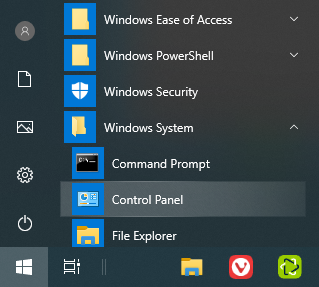 Windows Ease of Access
Windows PowerShell
Windows Security
Windows System
Command Prompt
Control Panel
File Explorer